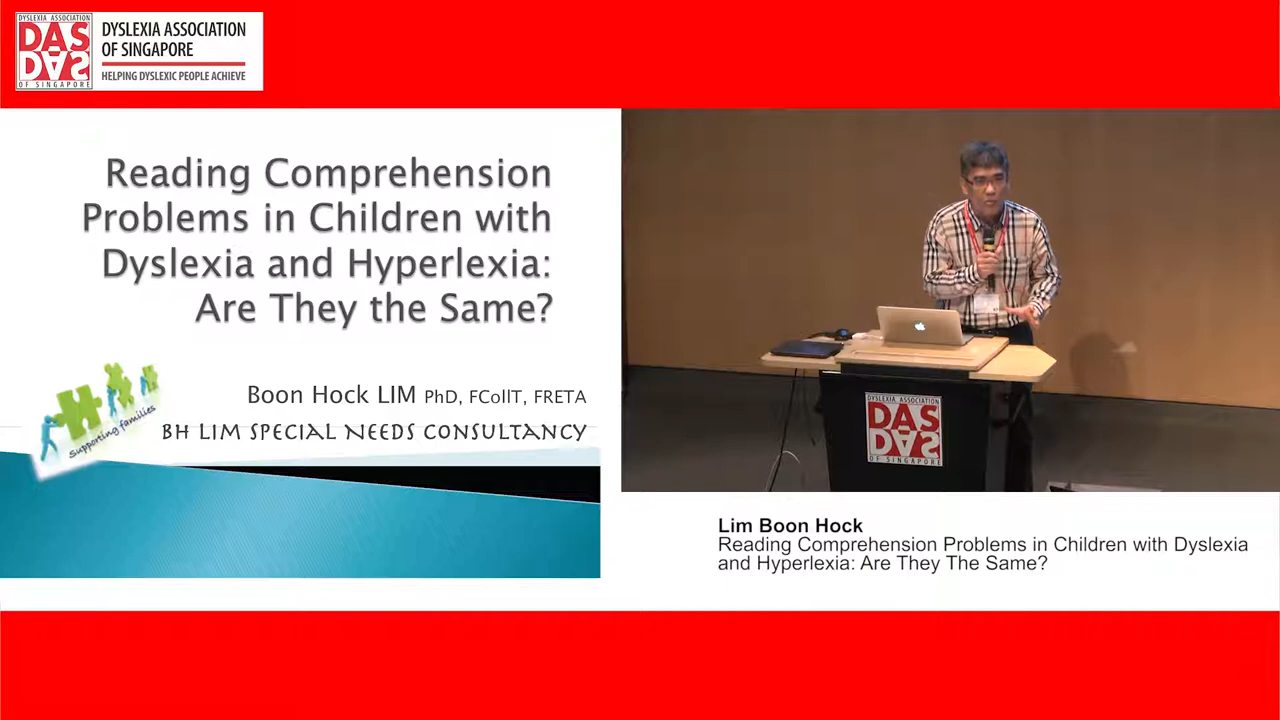 DYSLEXIA ASSOCIATION
DAS
OF SINGAPORE
DYSLEXIA ASSOCIATION
OF SINGAPORE
HELPING DYSLEXIC PEOPLE ACHIEVE
Reading Comprehension
Problems in Children with
Dyslexia and Hyperlexia:
Are They the Same?
Boon Hock LIM PhD, FCollT, FRETA
BH LIM SPECIAL NEEDS CONSULTANCY
Supporting families
DYSLEXIA ASSOCIATION
DAS
OF SINGAPORE
Lim Boon Hock
Reading Comprehension Problems in Children with Dyslexia
and Hyperlexia: Are They The Same?